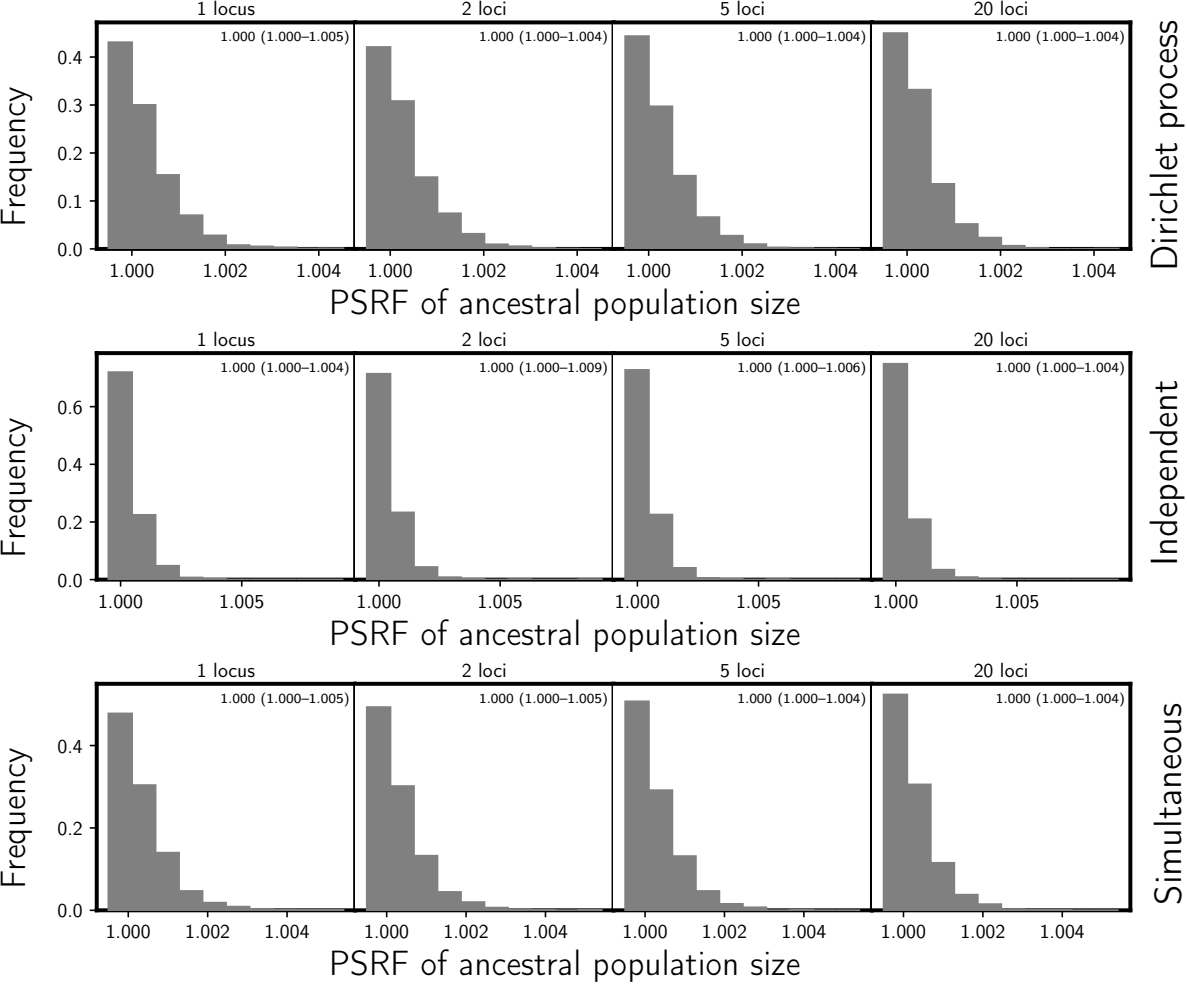 1 locus 2 loci 5 loci 20 loci
1.000 (1.000–1.005) 1.000 (1.000–1.004) 1.000 (1.000–1.004) 1.000 (1.000–1.004)
Frequency
0.4
0.3
0.2
0.1
0.0
Dirichlet process
1.000 1.002 1.004 1.000 1.002 1.004 1.000 1.002 1.004 1.000 1.002 1.004
PSRF of ancestral population size
1 locus 2 loci 5 loci 20 loci
1.000 (1.000–1.004) 1.000 (1.000–1.009) 1.000 (1.000–1.006) 1.000 (1.000–1.004)
Frequency
0.6
0.4
0.2
0.0
Independent
1.000 1.005 1.000 1.005 1.000 1.005 1.000 1.005
PSRF of ancestral population size
1 locus 2 loci 5 loci 20 loci
1.000 (1.000–1.005) 1.000 (1.000–1.005) 1.000 (1.000–1.004) 1.000 (1.000–1.004)
Frequency
0.4
0.2
0.0
Simultaneous
1.000 1.002 1.004 1.000 1.002 1.004 1.000 1.002 1.004 1.000 1.002 1.004
PSRF of ancestral population size